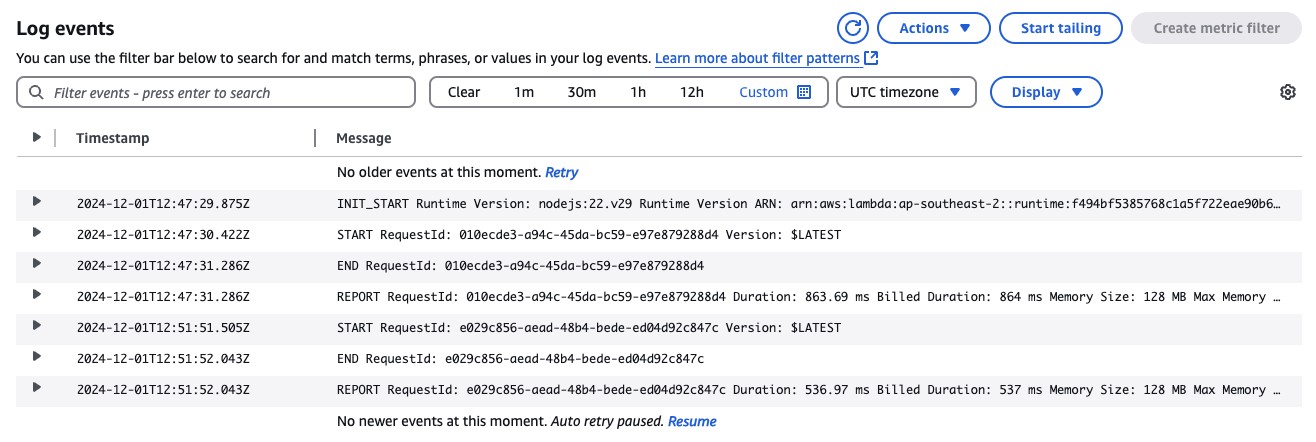 Log events
Actions
Start tailing
Create metric filter
You can use the filter bar below to search for and match terms, phrases, or values in your log events. Learn more about filter patterns
Filter events - press enter to search
Clear 1m 30m 1h 12h Custom
UTC timezone
Display
Timestamp Message
No older events at this moment. Retry
2024-12-01T12:47:29.875Z INIT_START Runtime Version: nodejs:22.v29 Runtime Version ARN: arn:aws:lambda:ap-southeast-2::runtime:f494bf5385768c1a5f722eae90b6…
2024-12-01T12:47:30.422Z START RequestId: 010ecde3-a94c-45da-bc59-e97e879288d4 Version: $LATEST
2024-12-01T12:47:31.286Z END RequestId: 010ecde3-a94c-45da-bc59-e97e879288d4
2024-12-01T12:47:31.286Z REPORT RequestId: 010ecde3-a94c-45da-bc59-e97e879288d4 Duration: 863.69 ms Billed Duration: 864 ms Memory Size: 128 MB Max Memory …
2024-12-01T12:51:51.505Z START RequestId: e029c856-aead-48b4-bede-ed04d92c847c Version: $LATEST
2024-12-01T12:51:52.043Z END RequestId: e029c856-aead-48b4-bede-ed04d92c847c
2024-12-01T12:51:52.043Z REPORT RequestId: e029c856-aead-48b4-bede-ed04d92c847c Duration: 536.97 ms Billed Duration: 537 ms Memory Size: 128 MB Max Memory …
No newer events at this moment. Auto retry paused. Resume